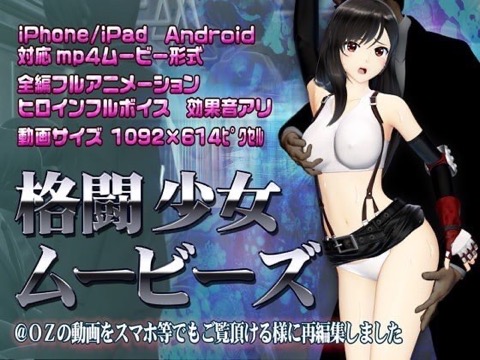 iPhone/iPad Android
対応mp4ムービー形式
全編フルアニメーション
ヒロインフルボイス 効果音アリ
動画サイズ 1092×614ピクセル
格闘少女
ムービーズ
@OZの動画をスマホ等でもご覧頂ける様に再編集しました